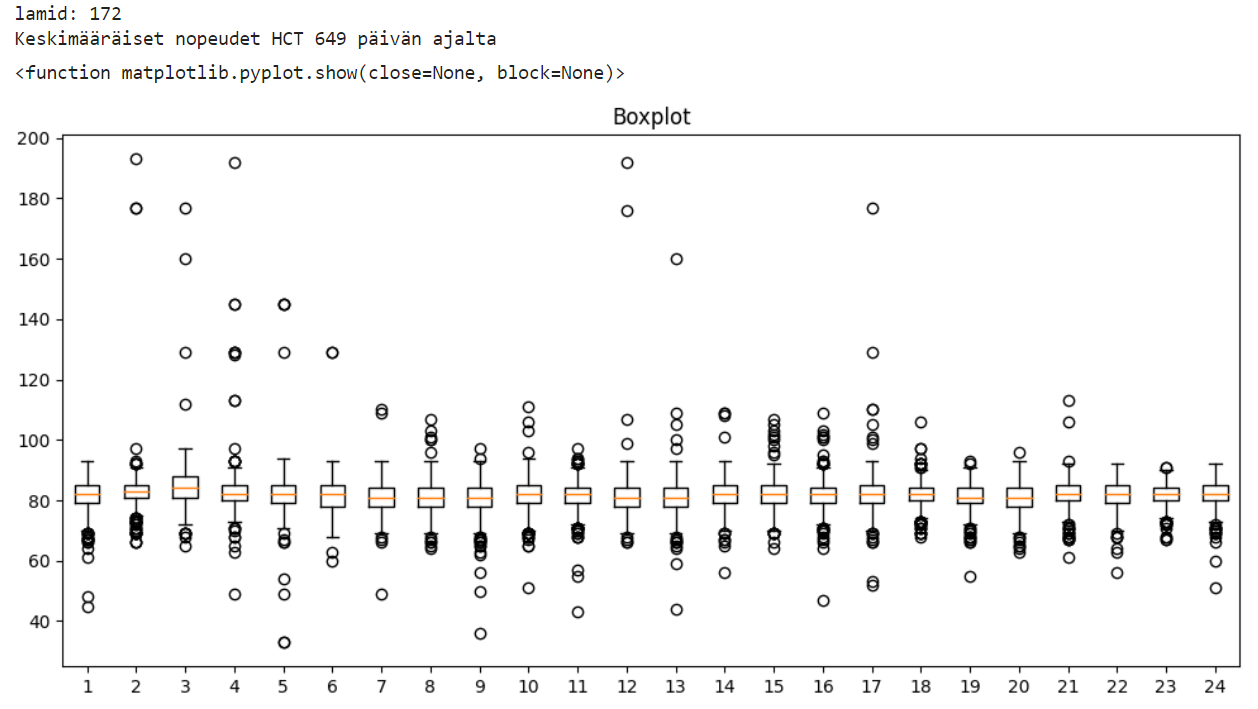 lamid: 172
Keskimääräiset nopeudet HCT 649 päivän ajalta
<function matplotlib.pyplot.show(close=None, block=None)>
Boxplot
200
180
160
140
120
100
80
60
40
1 2 3 4 5 6 7 8 9 10 11 12 13 14 15 16 17 18 19 20 21 22 23 24